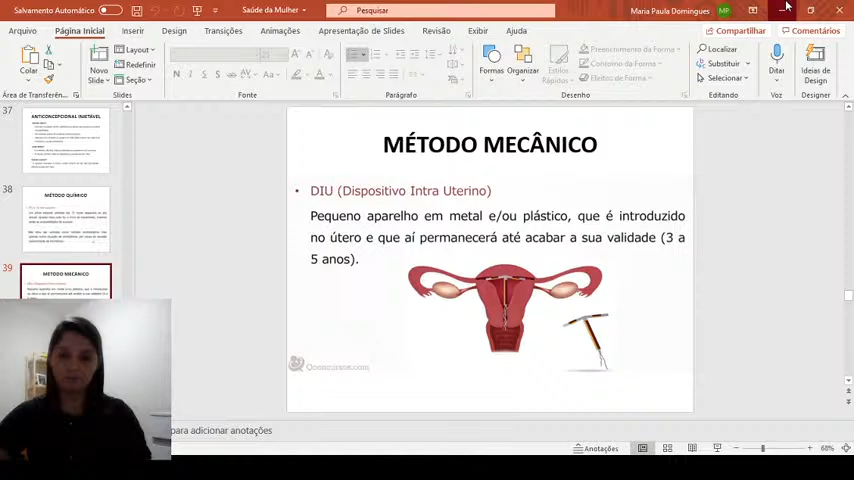 Salvamento Automático
Saúde da Mulher
Pesquisar
Maria Paula Domingues
MP
Arquivo
Página Inicial
Inserir
Design
Transições
Animações
Apresentação de Slides
Revisão
Exibir
Ajuda
Compartilhar
Comentários
Colar
Novo
Slide
Layout
Redefinir
Seção
Formas
Organizar
Estilos
Rápidos
Preenchimento da Forma
Contorno da Forma
Efeitos de Forma
Localizar
Substituir
Selecionar
Ditar
Ideias de
Design
Área de Transferên...
Slides
Fonte
Parágrafo
Desenho
Editando
Voz
Designer
37
ANTICONCEPCIONAL INJETÁVEL
38
MÉTODO QUÍMICO
39
MÉTODO MECÂNICO
MÉTODO MECÂNICO
• DIU (Dispositivo Intra Uterino)
Pequeno aparelho em metal e/ou plástico, que é introduzido
no útero e que aí permanecerá até acabar a sua validade (3 a
5 anos).
Qconcursos.com
para adicionar anotações
Anotações
68%